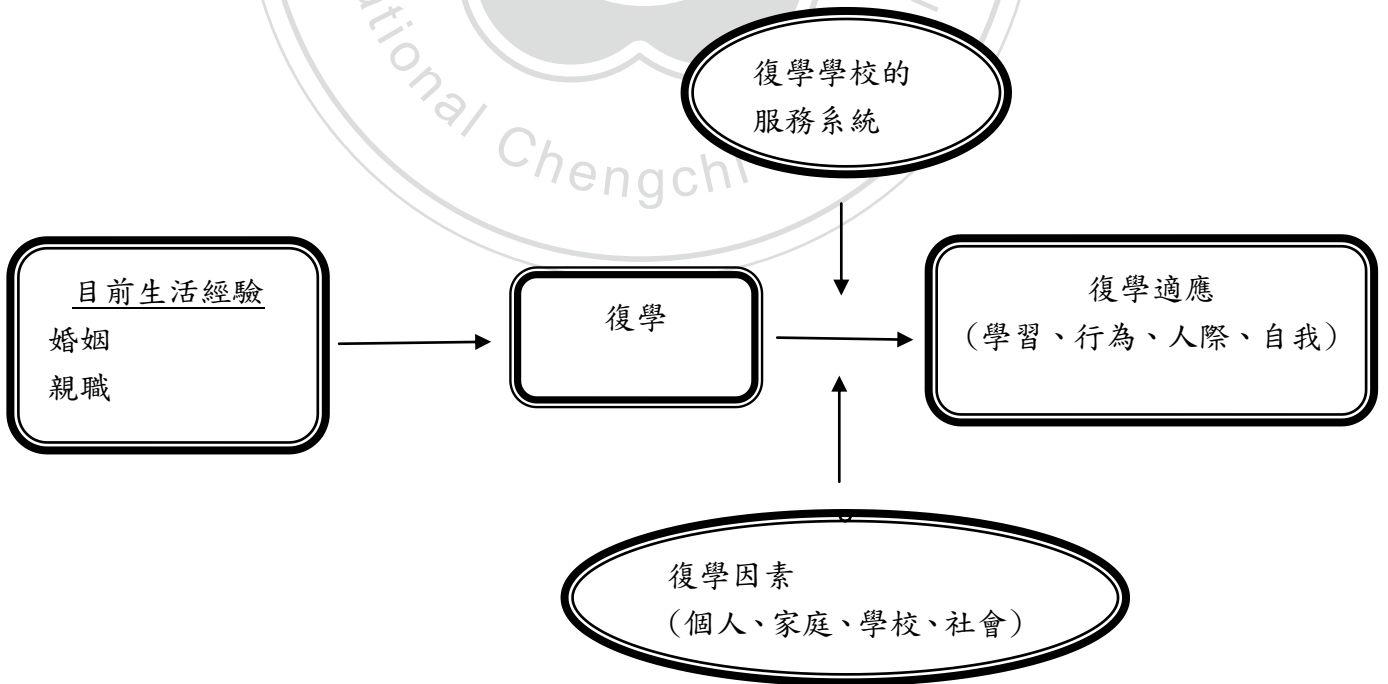 ational Chengchi
復學學校的
服務系統
目前生活經驗
婚姻
親職
復學
復學適應
（學習、行為、人際、自我）
復學因素
（個人、家庭、學校、社會）